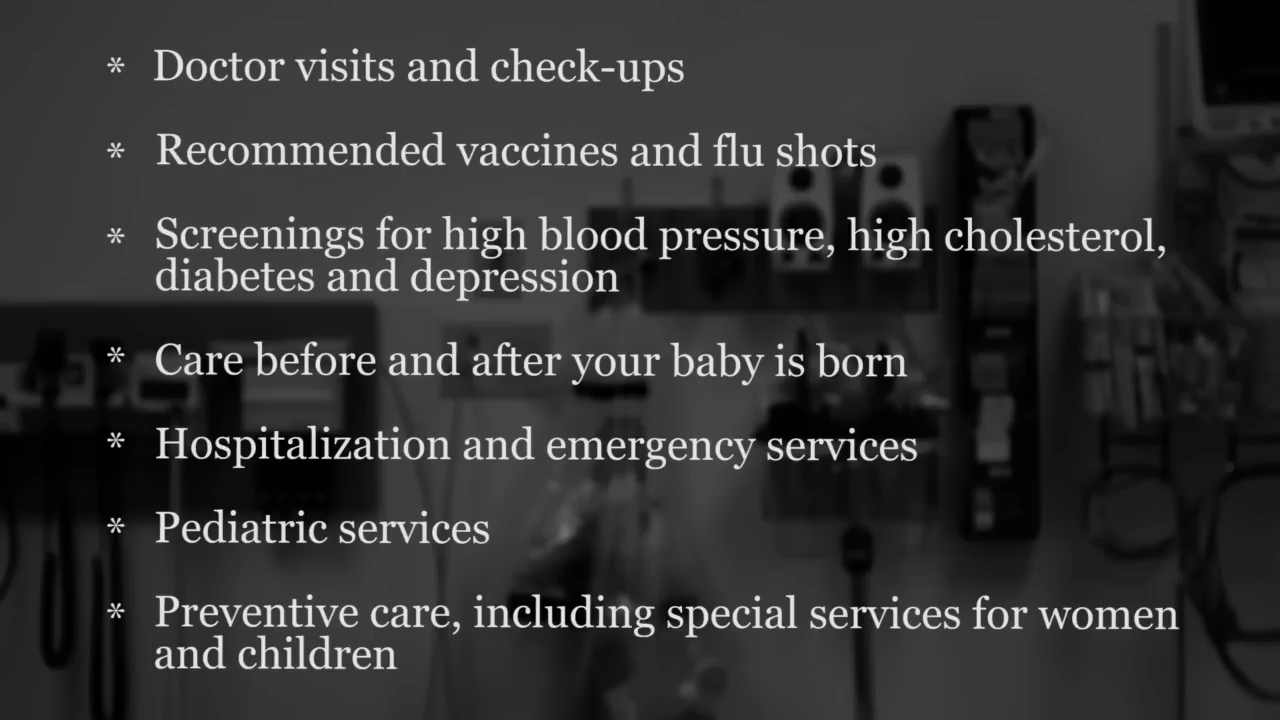 * Doctor visits and check-ups
* Recommended vaccines and flu shots
* Screenings for high blood pressure, high cholesterol,
diabetes and depression
* Care before and after your baby is born
* Hospitalization and emergency services
* Pediatric services
* Preventive care, including special services for women
and children